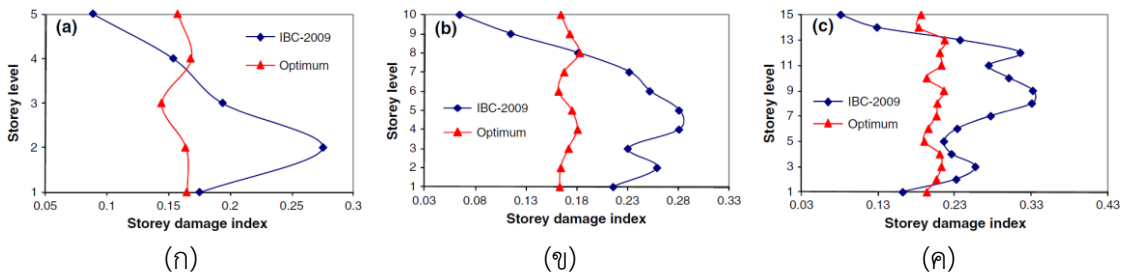 (a)
IBC-2009
Optimum
Storey level
5
4
3
2
1
0.05 0.1 0.15 0.2 0.25 0.3
Storey damage index
(b)
IBC-2009
Optimum
Storey level
10
9
8
7
6
5
4
3
2
1
0.03 0.08 0.13 0.18 0.23 0.28 0.33
Storey damage index
(c)
IBC-2009
Optimum
Storey level
15
13
11
9
7
5
3
1
0.03 0.13 0.23 0.33 0.43
Storey damage index
(ก) (ข) (ค)